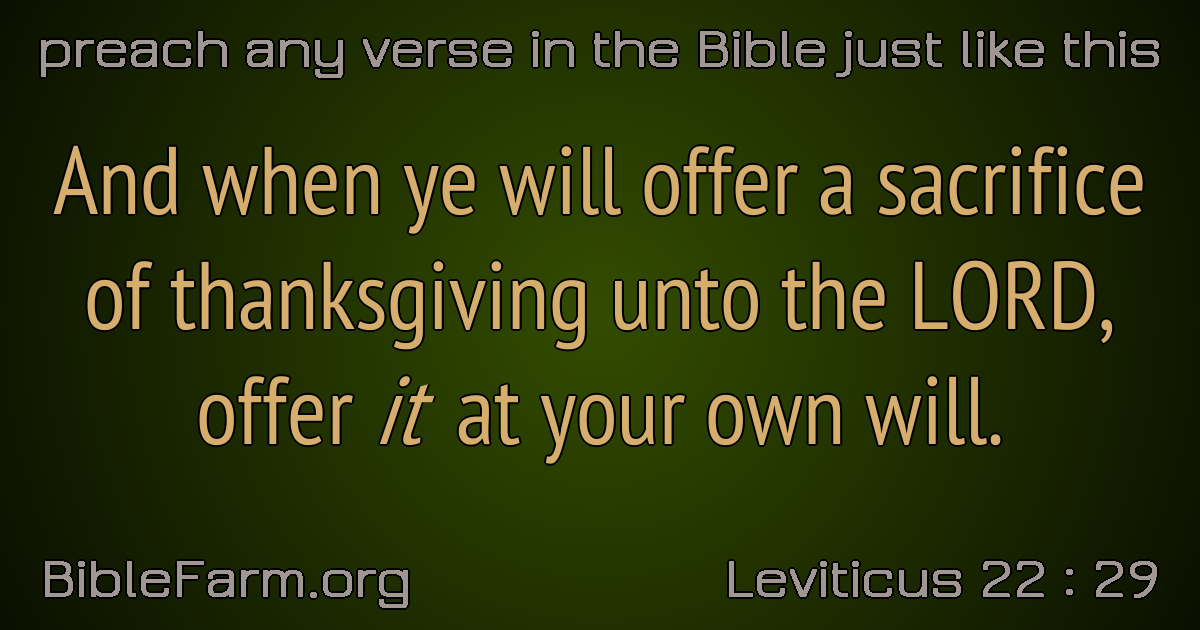 preach any verse in the Bible just like this
And when ye will offer a sacrifice
of thanksgiving unto the LORD,
offer it at your own will.
BibleFarm.org
Leviticus 22 : 29